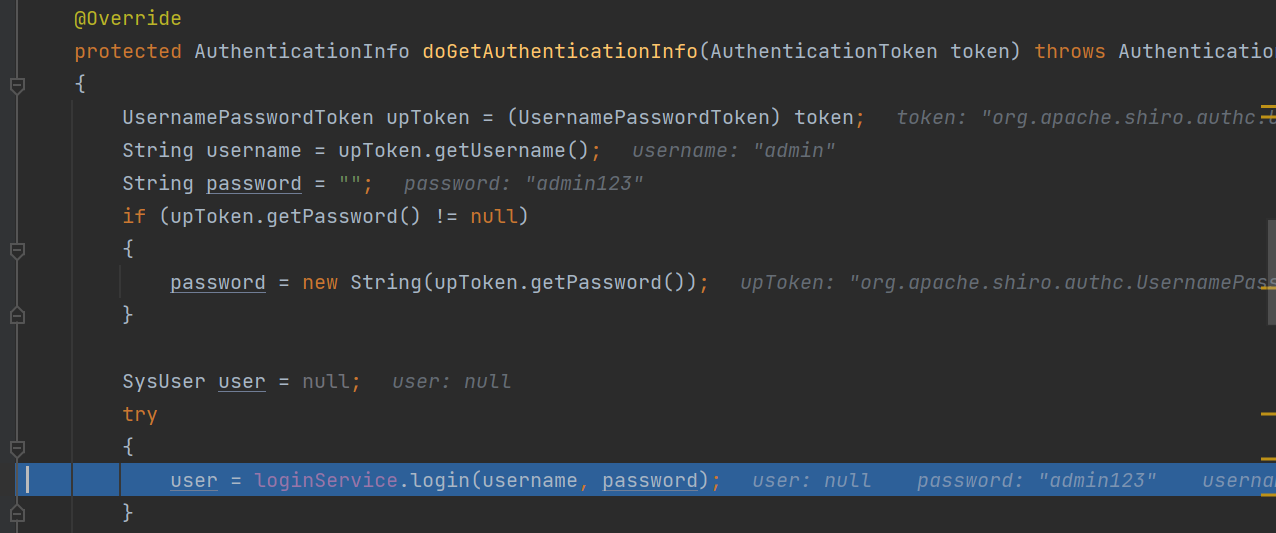 @Override
protected AuthenticationInfo doGetAuthenticationInfo(AuthenticationToken token) throws Authentication
{
UsernamePasswordToken upToken = (UsernamePasswordToken) token; token: "org.apache.shiro.authc.
String username = upToken.getUsername(); username: "admin"
String password = ""; password: "admin123"
if (upToken.getPassword() != null)
{
password = new String(upToken.getPassword()); upToken: "org.apache.shiro.authc.UsernamePass
}
SysUser user = null; user: null
try
{
user = loginService.login(username, password); user: null password: "admin123" userna
}